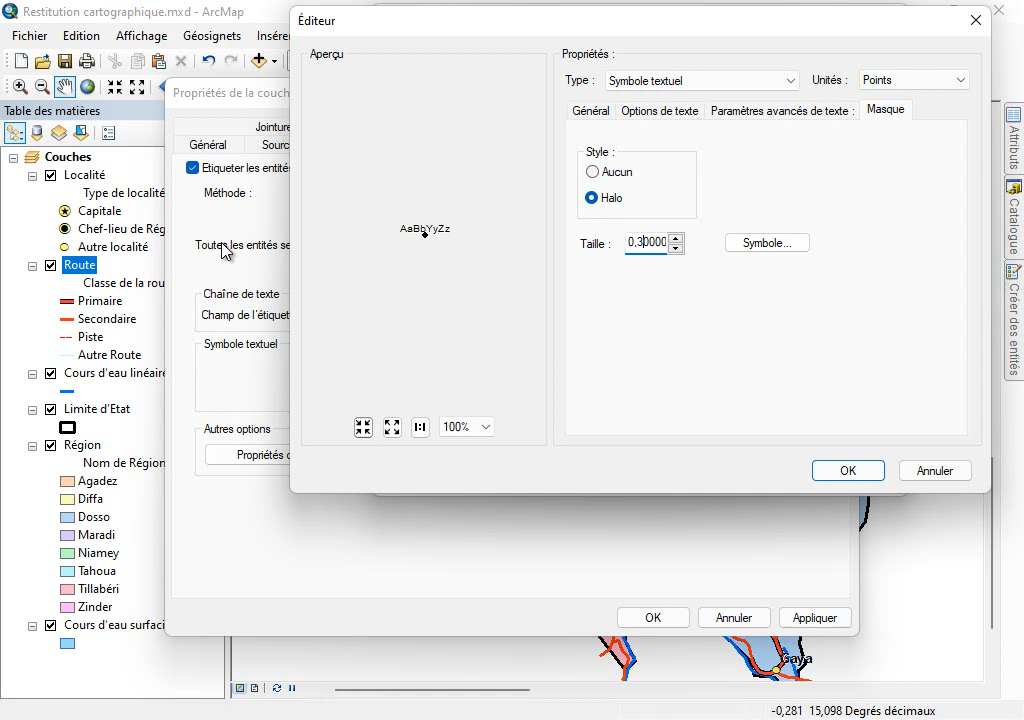 Restitution cartographique.mxd - ArcMap
Fichier Edition Affichage Géosignets
Table des matières
Couches
Localité
Type de localité
Capitale
Chef-lieu de Rég
Autre localité
Route
Classe de la rou
Primaire
Secondaire
Piste
Autre Route
Cours d'eau linéaire
Limite d'Etat
Région
Nom de Région
Agadez
Diffa
Dosso
Maradi
Niamey
Tahoua
Tillabéri
Zinder
Cours d'eau surfaci
Propriétés de la couch
Jointure
Général Sourc
Etiqueter les entités
Méthode :
Toutes les entités se
Chaîne de texte
Champ de l'étiquet
Symbole textuel
Autres options
Propriétés d
OK Annuler Appliquer
Éditeur
Aperçu
AaBbYyZz
1:1 100%
Propriétés :
Type : Symbole textuel Unités : Points
Général Options de texte Paramètres avancés de texte : Masque
Style :
Aucun
Halo
Taille : 0,30000 Symbole...
OK Annuler
Attributs
Catalogue
Créer des entités
Gaya
-0,281 15,098 Degrés décimaux